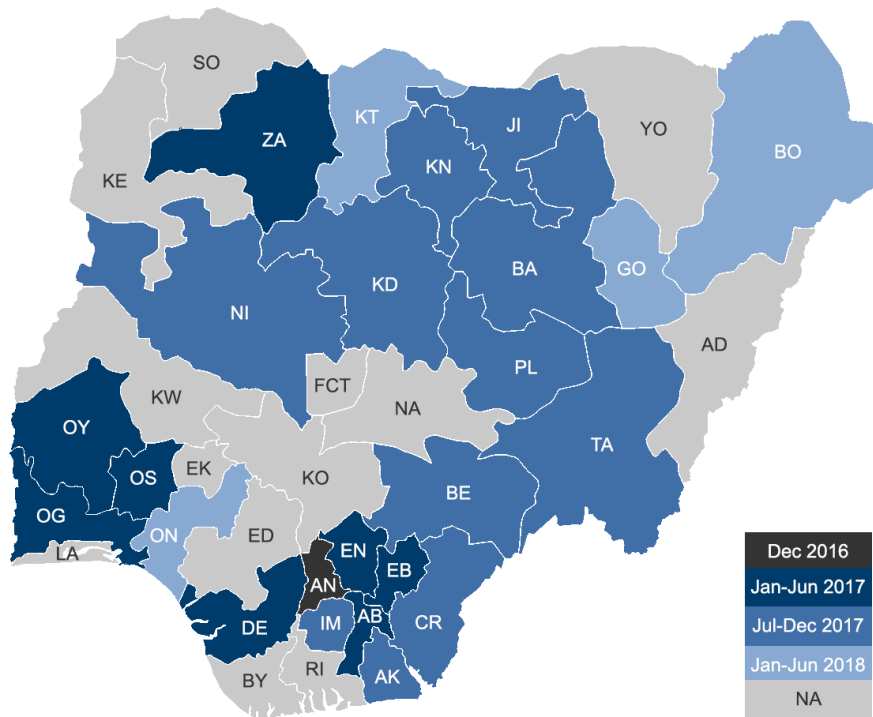 SO
ZA
KT
JI
YO
BO
KE
KN
BA
GO
KD
NI
AD
PL
FCT
NA
KW
OY
TA
EK
KO
OS
BE
OG
ON
ED
EN
LA
EB
AN
AB
IM
CR
DE
RI
AK
BY
Dec 2016
Jan-Jun 2017
Jul-Dec 2017
Jan-Jun 2018
NA